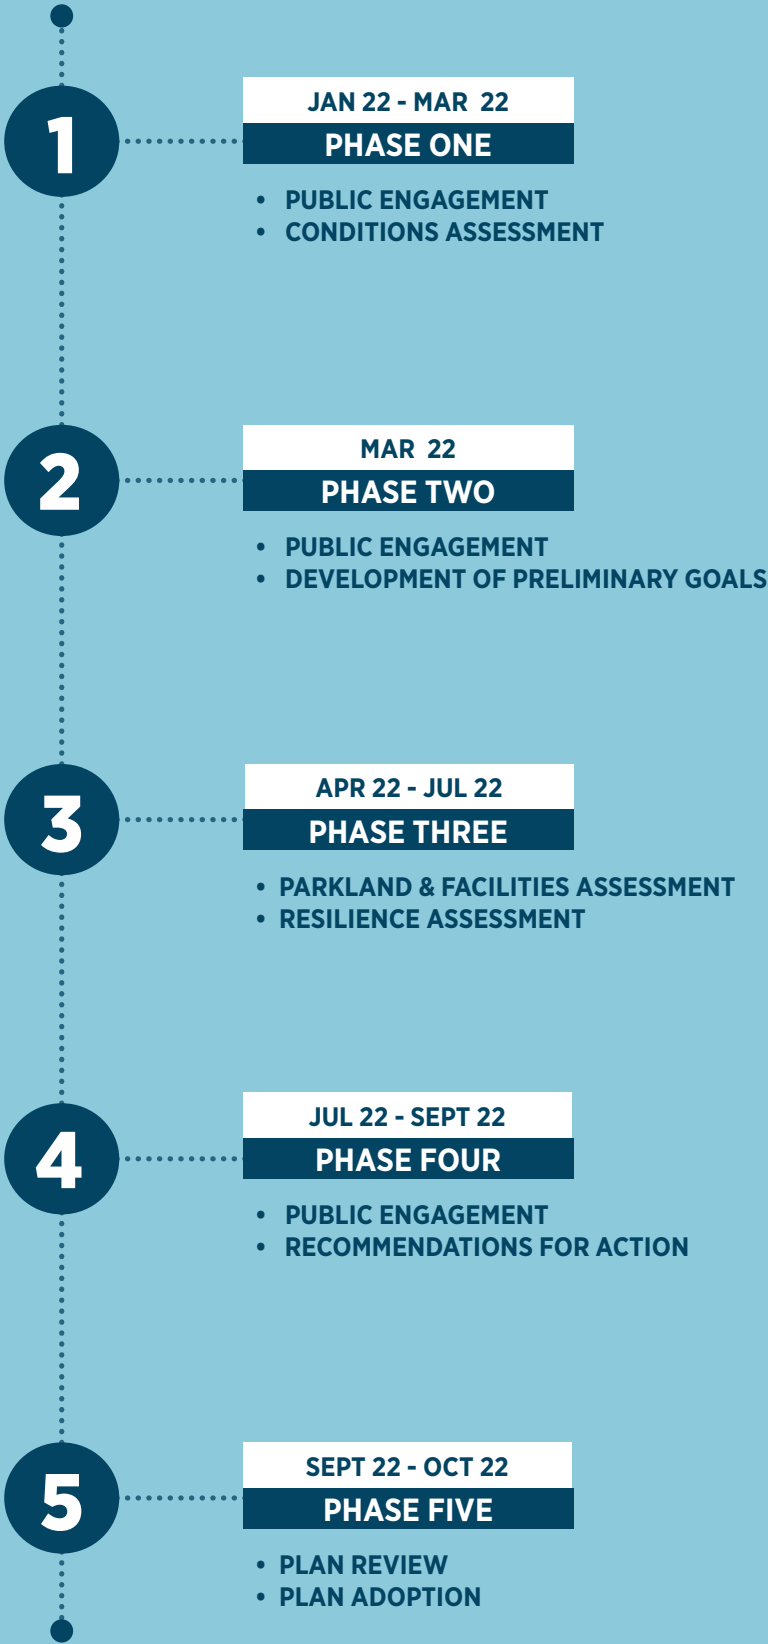 1
JAN 22 - MAR 22
PHASE ONE
• PUBLIC ENGAGEMENT
• CONDITIONS ASSESSMENT
2
MAR 22
PHASE TWO
• PUBLIC ENGAGEMENT
• DEVELOPMENT OF PRELIMINARY GOALS
3
APR 22 - JUL 22
PHASE THREE
• PARKLAND & FACILITIES ASSESSMENT
• RESILIENCE ASSESSMENT
4
JUL 22 - SEPT 22
PHASE FOUR
• PUBLIC ENGAGEMENT
• RECOMMENDATIONS FOR ACTION
5
SEPT 22 - OCT 22
PHASE FIVE
• PLAN REVIEW
• PLAN ADOPTION